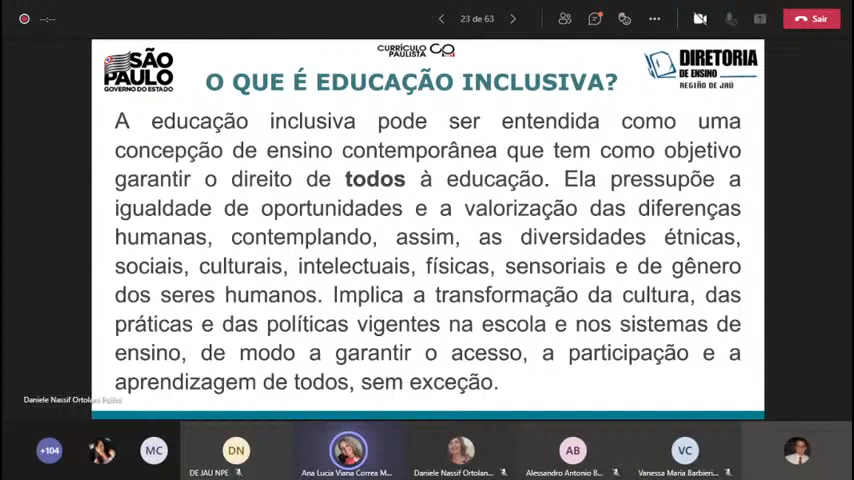 --:--
23 de 63
Sair
SÃO
PAULO
GOVERNO DO ESTADO
CURRÍCULO
PAULISTA
DIRETORIA
DE ENSINO
REGIÃO DE JAÚ
O QUE É EDUCAÇÃO INCLUSIVA?
A educação inclusiva pode ser entendida como uma
concepção de ensino contemporânea que tem como objetivo
garantir o direito de todos à educação. Ela pressupõe a
igualdade de oportunidades e a valorização das diferenças
humanas, contemplando, assim, as diversidades étnicas,
sociais, culturais, intelectuais, físicas, sensoriais e de gênero
dos seres humanos. Implica a transformação da cultura, das
práticas e das políticas vigentes na escola e nos sistemas de
ensino, de modo a garantir o acesso, a participação e a
aprendizagem de todos, sem exceção.
Daniele Nassif Ortolani
+104
MC
DN
AB
VC
DE JAU NPE
Ana Lucia Viana Correa M...
Daniele Nassif Ortolan...
Alessandro Antonio B...
Vanessa Maria Barbieri...